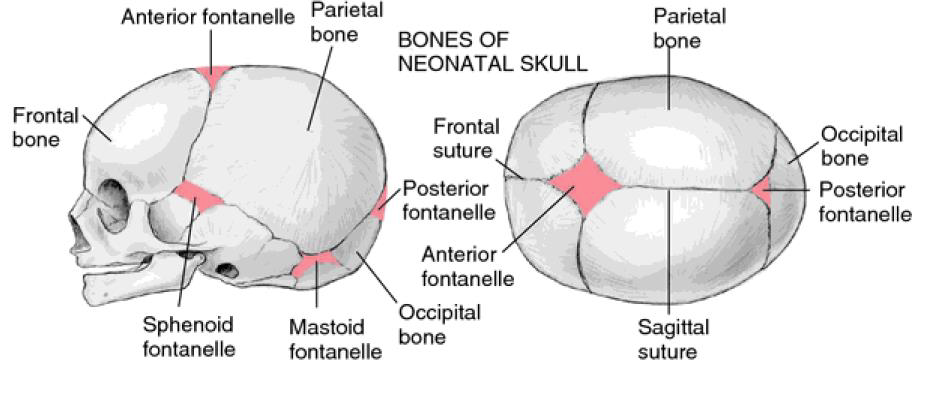 Anterior fontanelle
Parietal
bone
BONES OF
NEONATAL SKULL
Frontal
bone
Posterior
fontanelle
Sphenoid
fontanelle
Mastoid
fontanelle
Occipital
bone
Parietal
bone
Frontal
suture
Occipital
bone
Posterior
fontanelle
Anterior
fontanelle
Sagittal
suture